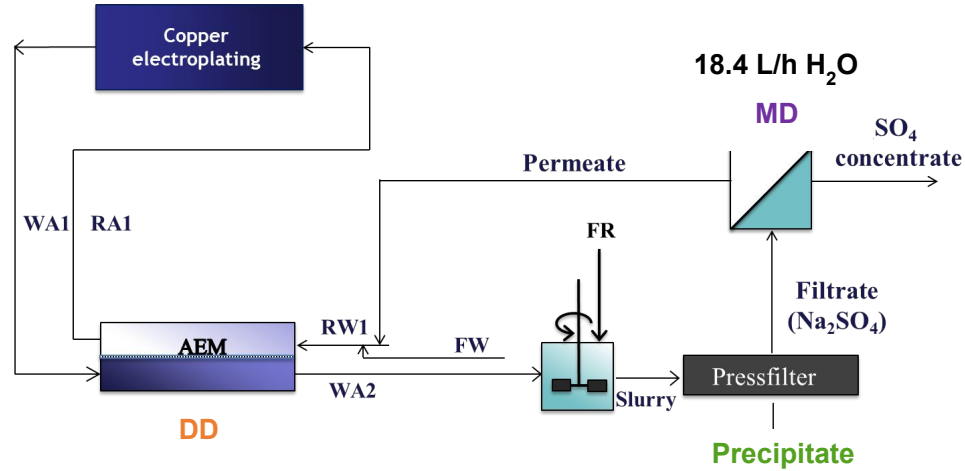 Copper
electroplating
18.4 L/h H₂O
MD
SO₄
concentrate
Permeate
WA1
RA1
FR
Filtrate
(Na₂SO₄)
RW1
FW
AEM
WA2
Slurry
Pressfilter
DD
Precipitate